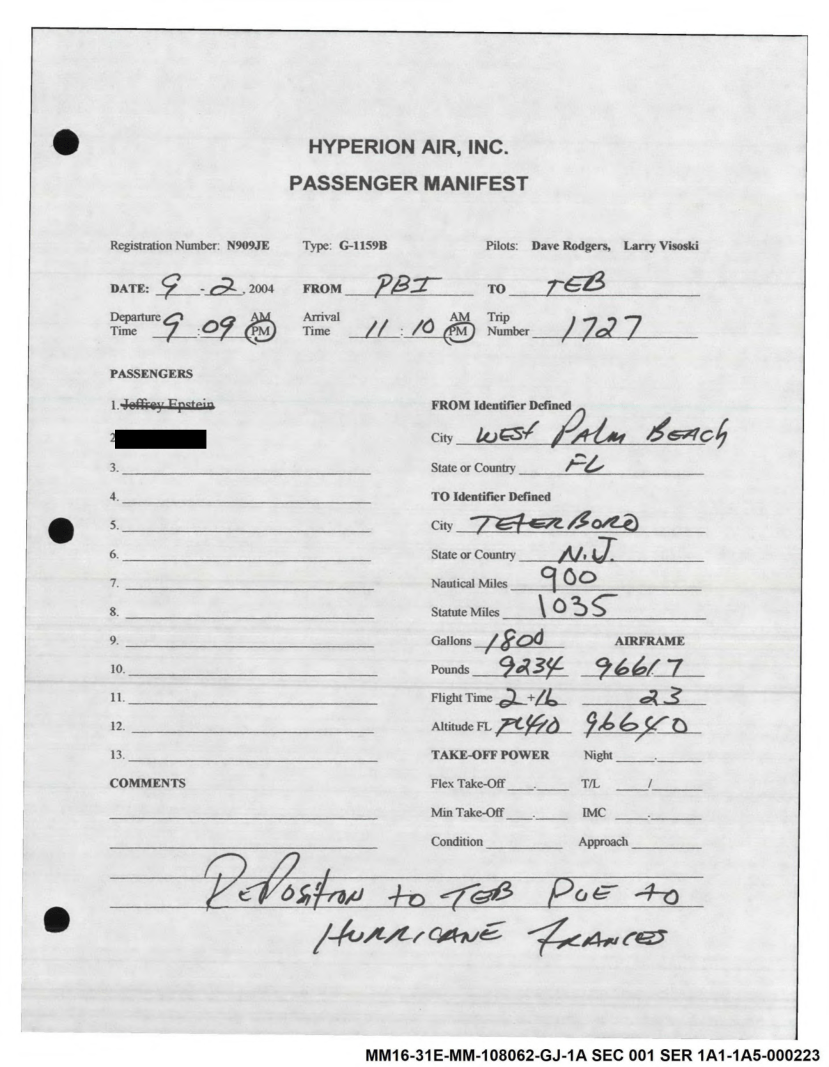 HYPERION AIR, INC.
PASSENGER MANIFEST
Registration Number: N909JE Type: G-1159B Pilots: Dave Rodgers, Larry Visoski
DATE: 9 - 2, 2004 FROM PBI TO TEB
Departure Time 9:09 AM PM Arrival Time 11:10 AM PM Trip Number 1727
PASSENGERS
1. Jeffrey Epstein FROM Identifier Defined
2 City WEST PALM BEACH
3. State or Country FL
4. TO Identifier Defined
5. City TETERBORO
6. State or Country N.J.
7. Nautical Miles 900
8. Statute Miles 1035
9. Gallons 1800 AIRFRAME
10. Pounds 9234 9661.7
11. Flight Time 2+16 23
12. Altitude FL FL410 96640
13. TAKE-OFF POWER Night
COMMENTS Flex Take-Off T/L /
Min Take-Off IMC
Condition Approach
REPOSITION to TEB DUE to
HURRICANE FRANCES
MM16-31E-MM-108062-GJ-1A SEC 001 SER 1A1-1A5-000223